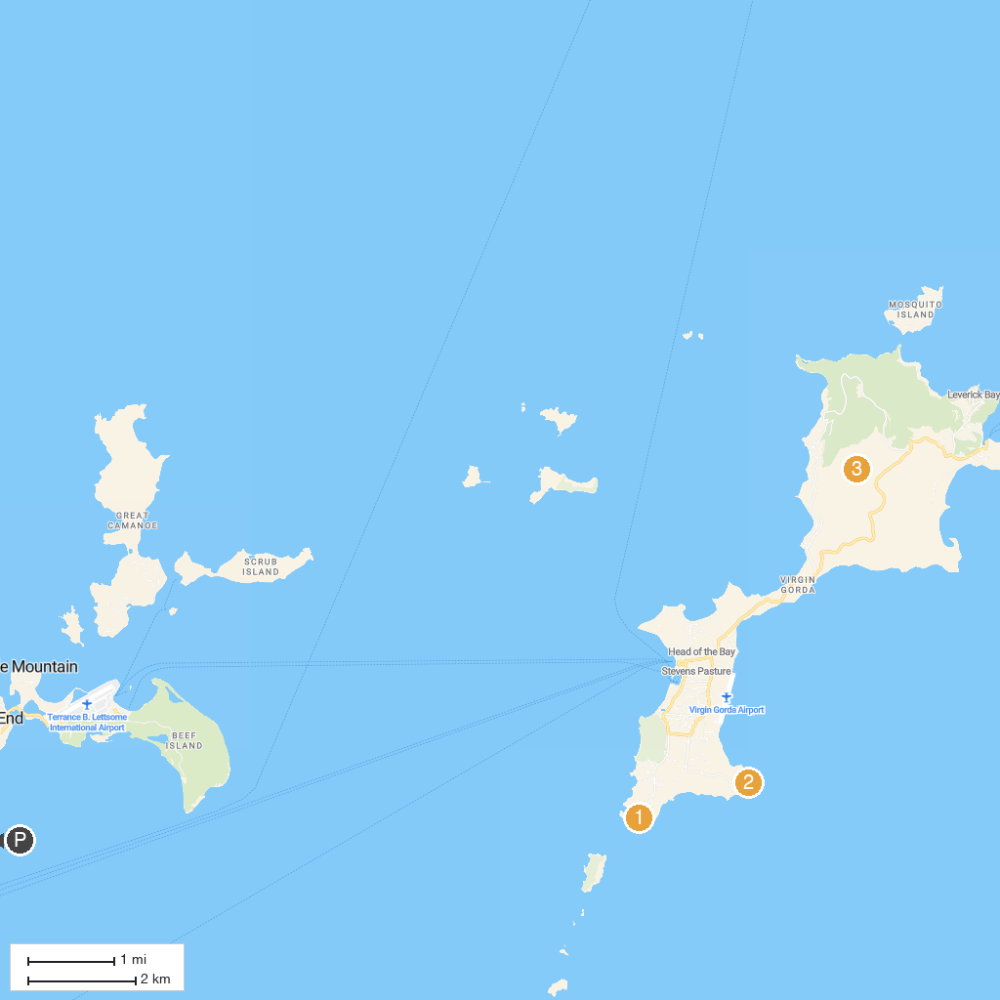 MOSQUITO
ISLAND
Leverick Bay
3
GREAT
CAMANOE
SCRUB
ISLAND
VIRGIN
GORDA
Head of the Bay
e Mountain
Stevens Pasture
Virgin Gorda Airport
End
Terrance B. Lettsome
International Airport
BEEF
ISLAND
2
1
P
1 mi
2 km